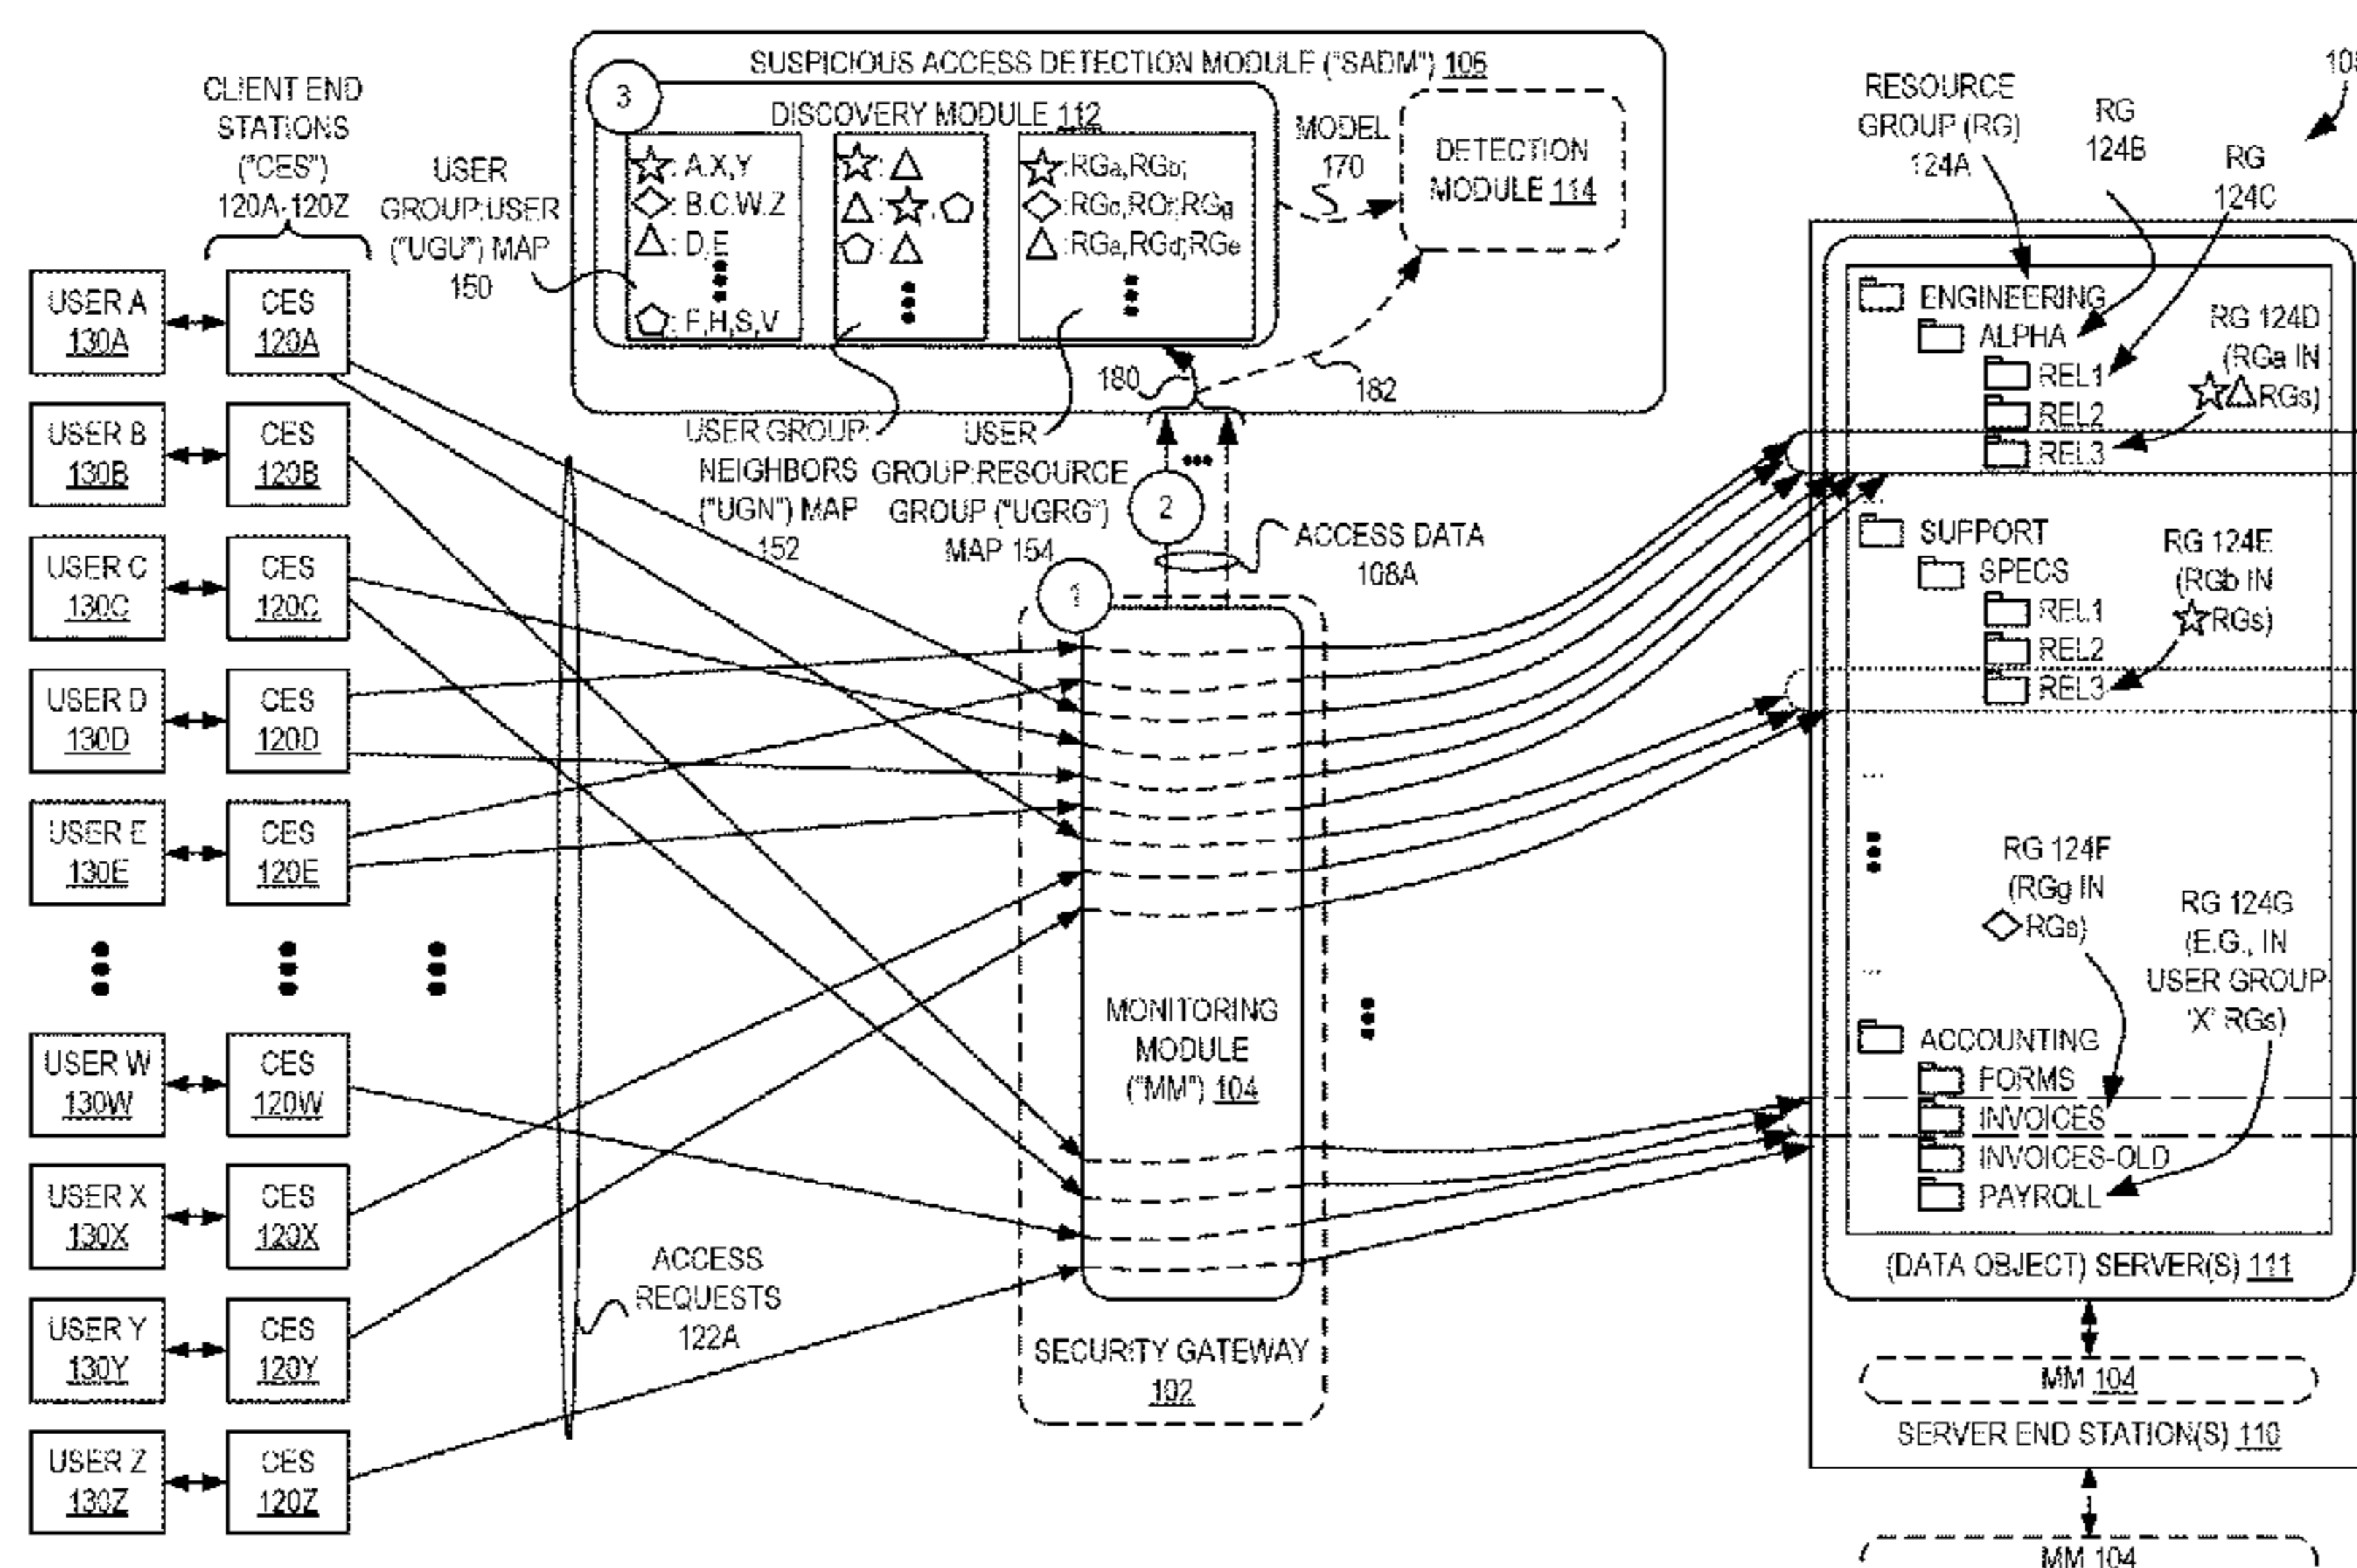 SUSPICIOUS ACCESS DETECTION MODULE ("SADM") 106
3
DISCOVERY MODULE 112
: A,X,Y
: B,C,W,Z
: D,E
: F,H,S,V
:RGa,RGb;
:RGa,RGd;RGe
MODEL
170
DETECTION
MODULE 114
180
182
CLIENT END
STATIONS
("CES")
120A-120Z
USER
GROUP:USER
("UGU") MAP
150
USER GROUP:
NEIGHBORS
("UGN") MAP
152
USER
GROUP:RESOURCE
GROUP ("UGRG")
MAP 154
2
ACCESS DATA
108A
1
USER A
130A
CES
120A
USER B
130B
CES
120B
USER C
130C
CES
120C
USER D
130D
CES
120D
USER E
130E
CES
120E
USER W
130W
CES
120W
USER X
130X
CES
120X
USER Y
130Y
CES
120Y
USER Z
130Z
CES
120Z
ACCESS
REQUESTS
122A
MONITORING
MODULE
("MM") 104
SECURITY GATEWAY
102
RESOURCE
GROUP (RG)
124A
RG
124B
RG
124C
ENGINEERING
ALPHA
REL1
REL2
REL3
RG 124D
(RGa IN
RGs)
SUPPORT
SPECS
REL1
REL2
REL3
RG 124E
(RGb IN
RGs)
RG 124F
(RGg IN
RGs)
RG 124G
(E.G., IN
USER GROUP
'X' RGs)
ACCOUNTING
FORMS
INVOICES
INVOICES-OLD
PAYROLL
(DATA OBJECT) SERVER(S) 111
MM 104
SERVER END STATION(S) 110
MM 104